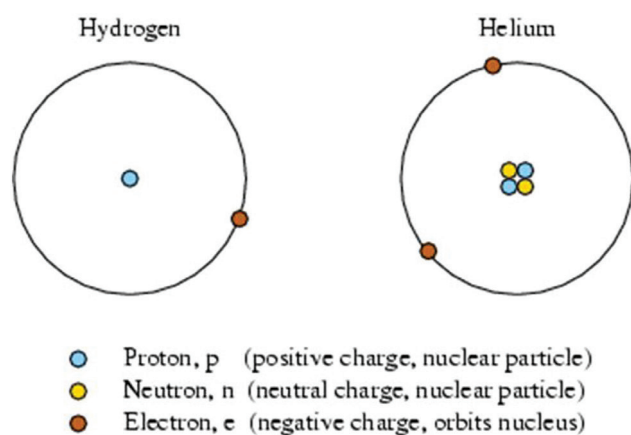 Hydrogen
Helium
Proton, p (positive charge, nuclear particle)
Neutron, n (neutral charge, nuclear particle)
Electron, e (negative charge, orbits nucleus)